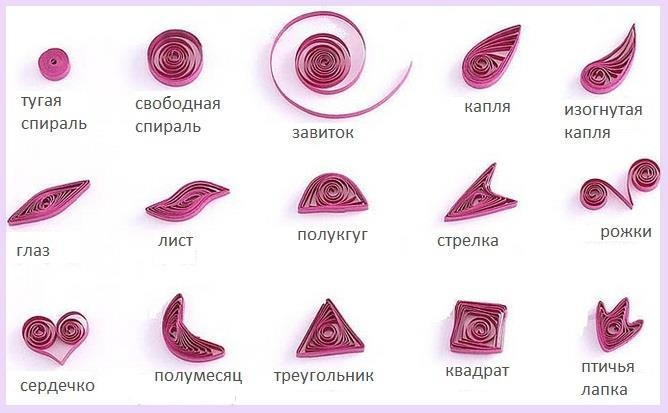 тугая
спираль
свободная
спираль
завиток
капля
изогнутая
капля
глаз
лист
полукгуг
стрелка
рожки
сердечко
полумесяц
треугольник
квадрат
птичья
лапка